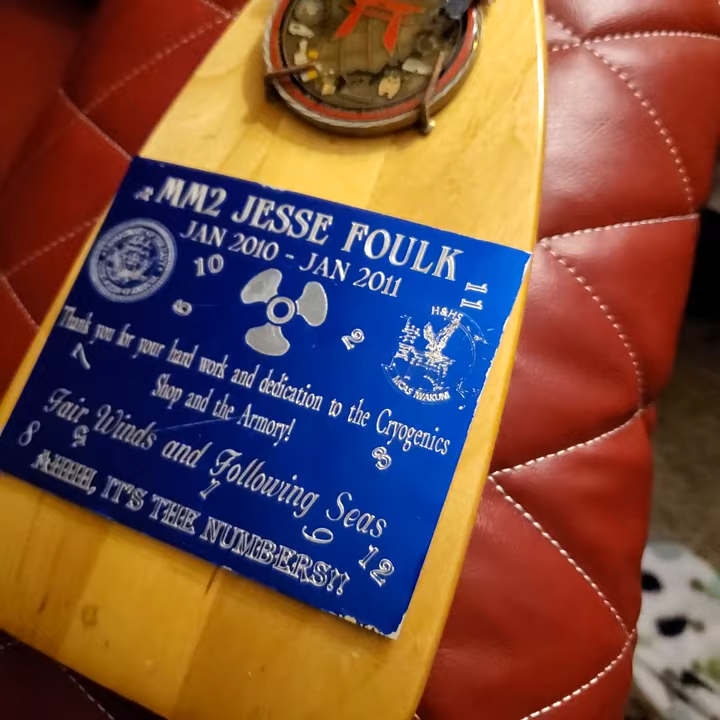 MM2 JESSE FOULK
JAN 2010 - JAN 2011
10
11
H&HS
MCAS IWAKUNI
9
2
7
Thank you for your hard work and dedication to the Cryogenics
Shop and the Armory!
3
8
5
Fair Winds and Following Seas
1
6
12
AHHH, IT'S THE NUMBERS!!